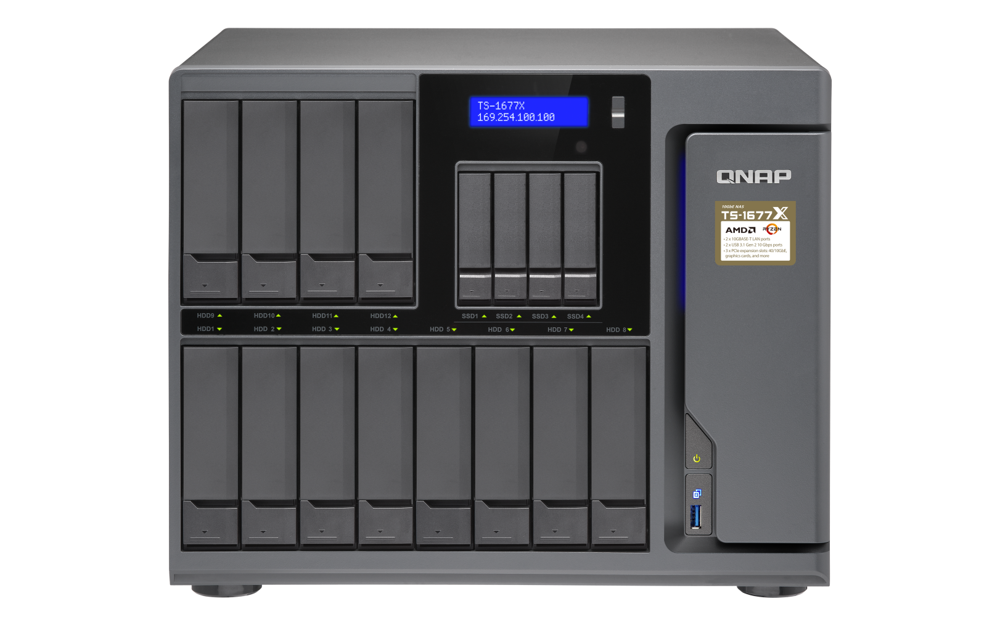 TS-1677X
169.254.100.100
QNAP
10GbE NAS
TS-1677X
AMD RYZEN
• 2 x 10GBASE-T LAN ports
• 2 x USB 3.1 Gen 2 10 Gbps ports
• 3 x PCIe expansion slots: 40/10GbE,
graphics cards, and more
HDD9 HDD10 HDD11 HDD12 SSD1 SSD2 SSD3 SSD4
HDD1 HDD 2 HDD 3 HDD 4 HDD 5 HDD 6 HDD 7 HDD 8